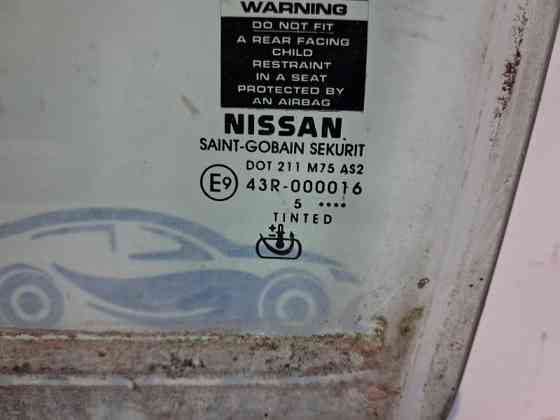 WARNING
DO NOT FIT
A REAR FACING
CHILD
RESTRAINT
IN A SEAT
PROTECTED BY
AN AIRBAG
NISSAN
SAINT-GOBAIN SEKURIT
DOT 211 M75 AS2
E9 43R-000016
5 ••••
TINTED